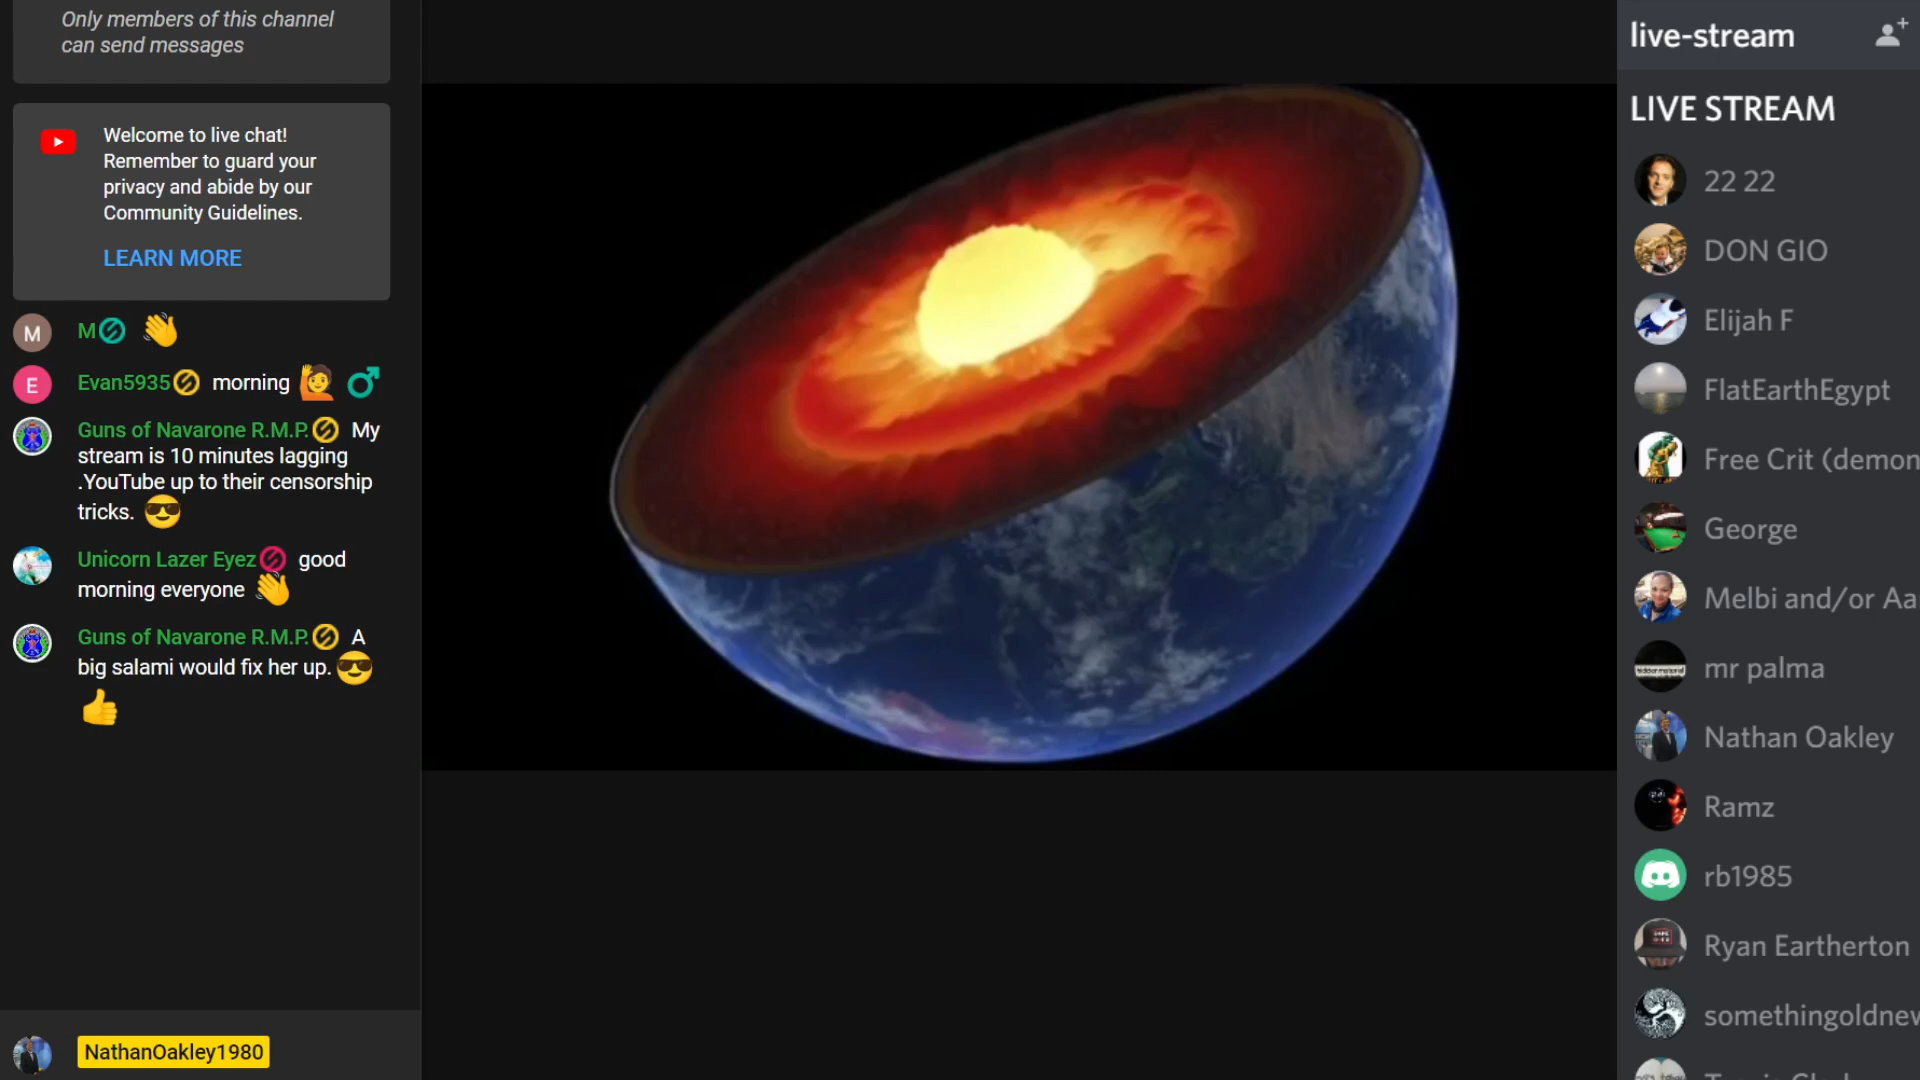 Only members of this channel
can send messages
Welcome to live chat!
Remember to guard your
privacy and abide by our
Community Guidelines.
LEARN MORE
M
M
E
Evan5935 morning
Guns of Navarone R.M.P. My
stream is 10 minutes lagging
.YouTube up to their censorship
tricks.
Unicorn Lazer Eyez good
morning everyone
Guns of Navarone R.M.P. A
big salami would fix her up.
NathanOakley1980
live-stream
LIVE STREAM
22 22
DON GIO
Elijah F
FlatEarthEgypt
Free Crit (demon
George
Melbi and/or Aa
mr palma
Nathan Oakley
Ramz
rb1985
Ryan Eartherton
somethingoldnew